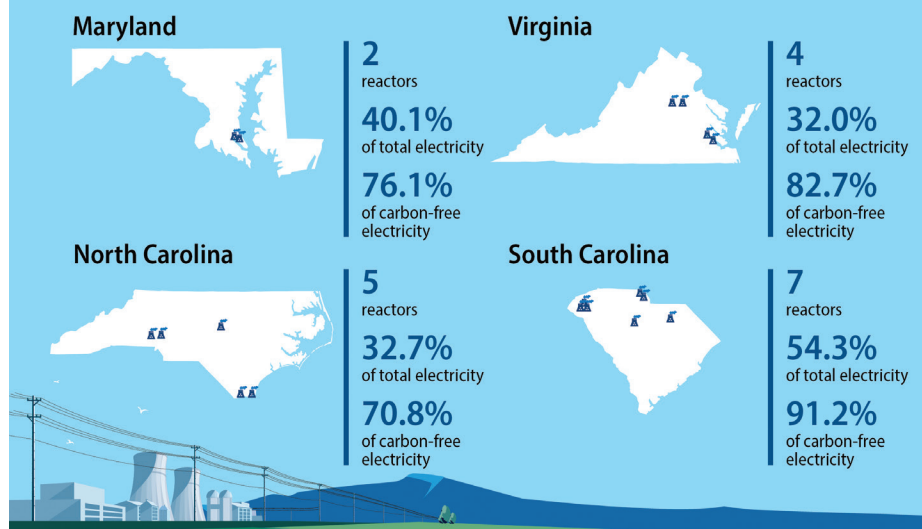 Maryland
2
reactors
40.1%
of total electricity
76.1%
of carbon-free
electricity
Virginia
4
reactors
32.0%
of total electricity
82.7%
of carbon-free
electricity
North Carolina
5
reactors
32.7%
of total electricity
70.8%
of carbon-free
electricity
South Carolina
7
reactors
54.3%
of total electricity
91.2%
of carbon-free
electricity